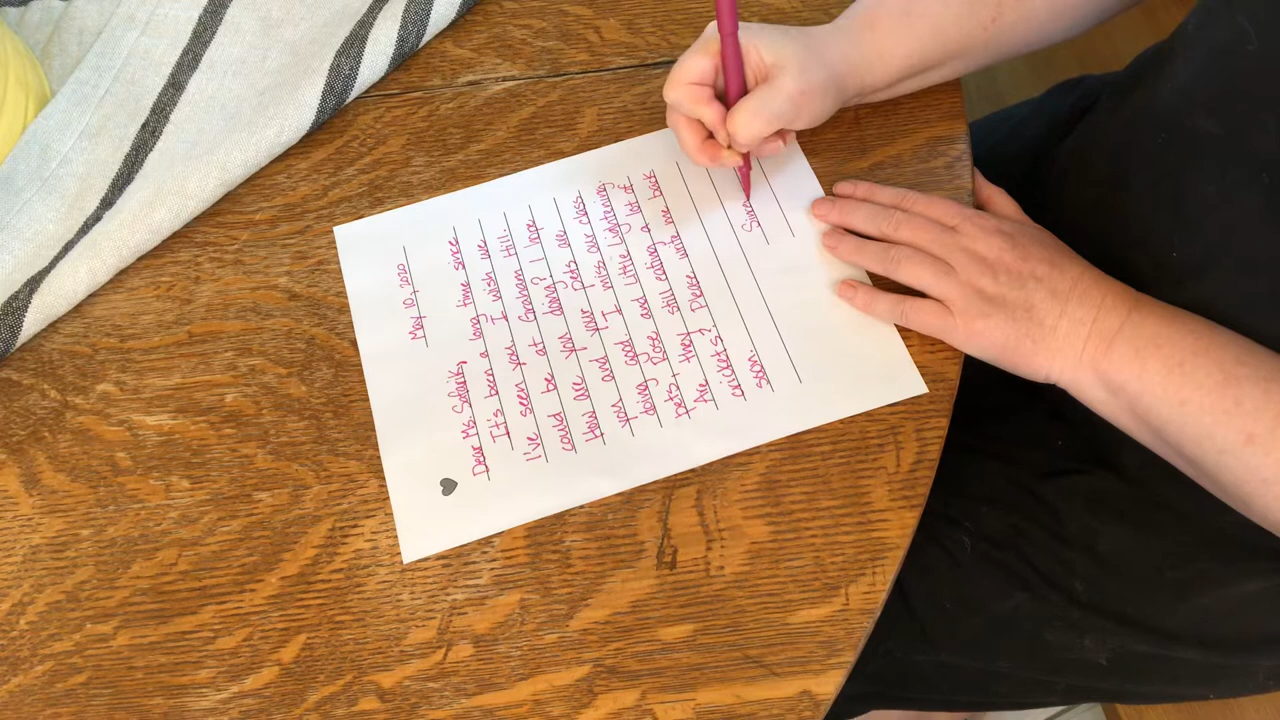 May 10, 2020
Dear Ms. Safarik,
It's been a long time since
I've seen you. I wish we
could be at Graham Hill.
How are you doing? I hope
you and your pets are
doing good. I miss our class
pets, Rose and Little Lightening.
Are they still eating a lot of
crickets? Please write me back
soon.
Since